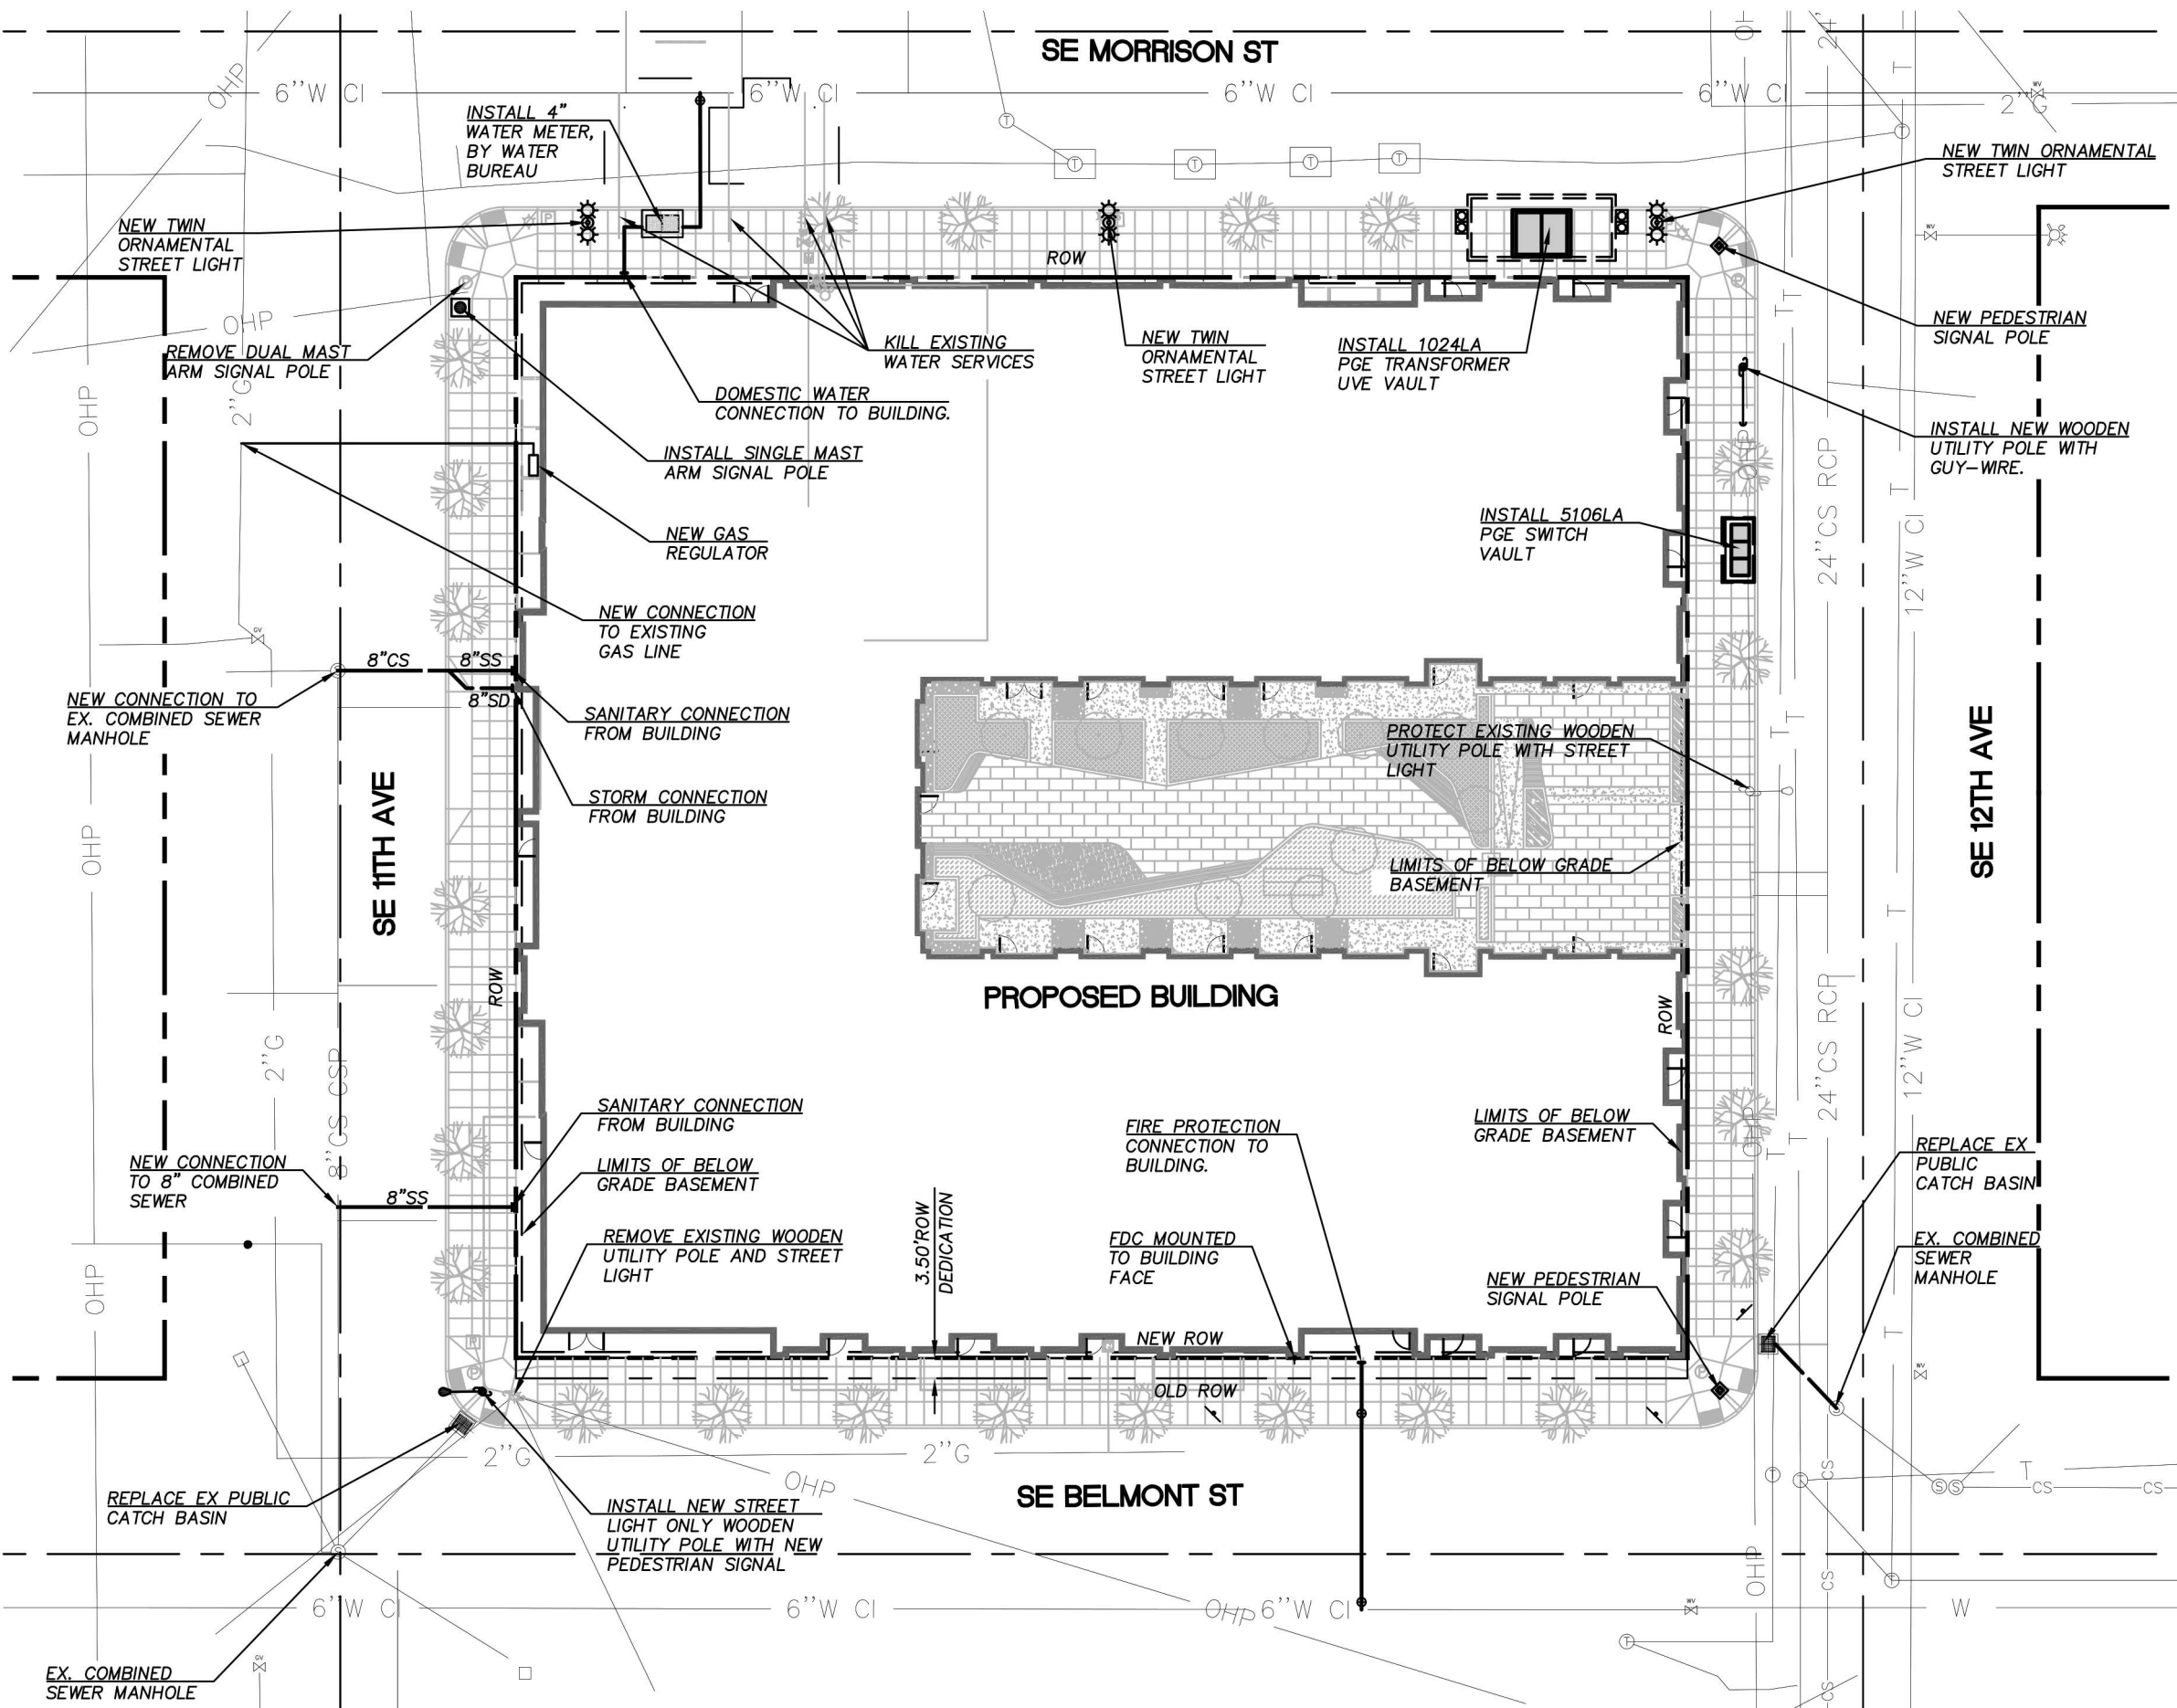 SE MORRISON ST
OHP
6''W CI
6''W CI
6''W CI
6''W CI
2''G
INSTALL 4"
WATER METER,
BY WATER
BUREAU
NEW TWIN ORNAMENTAL
STREET LIGHT
NEW TWIN
ORNAMENTAL
STREET LIGHT
ROW
OHP
REMOVE DUAL MAST
ARM SIGNAL POLE
KILL EXISTING
WATER SERVICES
NEW TWIN
ORNAMENTAL
STREET LIGHT
INSTALL 1024LA
PGE TRANSFORMER
UVE VAULT
NEW PEDESTRIAN
SIGNAL POLE
DOMESTIC WATER
CONNECTION TO BUILDING.
INSTALL SINGLE MAST
ARM SIGNAL POLE
INSTALL NEW WOODEN
UTILITY POLE WITH
GUY-WIRE.
OHP
2''G
24''CS RCP
12''W CI
NEW GAS
REGULATOR
INSTALL 5106LA
PGE SWITCH
VAULT
NEW CONNECTION
TO EXISTING
GAS LINE
8"CS
8"SS
8"SD
NEW CONNECTION TO
EX. COMBINED SEWER
MANHOLE
SANITARY CONNECTION
FROM BUILDING
PROTECT EXISTING WOODEN
UTILITY POLE WITH STREET
LIGHT
STORM CONNECTION
FROM BUILDING
SE 11TH AVE
SE 12TH AVE
OHP
LIMITS OF BELOW GRADE
BASEMENT
ROW
PROPOSED BUILDING
ROW
2''G
8''CS CSP
24''CS RCP
12''W CI
SANITARY CONNECTION
FROM BUILDING
FIRE PROTECTION
CONNECTION TO
BUILDING.
LIMITS OF BELOW
GRADE BASEMENT
REPLACE EX
PUBLIC
CATCH BASIN
OHP
NEW CONNECTION
TO 8" COMBINED
SEWER
LIMITS OF BELOW
GRADE BASEMENT
8"SS
3.50'ROW
DEDICATION
REMOVE EXISTING WOODEN
UTILITY POLE AND STREET
LIGHT
FDC MOUNTED
TO BUILDING
FACE
NEW PEDESTRIAN
SIGNAL POLE
EX. COMBINED
SEWER
MANHOLE
OHP
NEW ROW
OLD ROW
2''G
2''G
OHP
REPLACE EX PUBLIC
CATCH BASIN
INSTALL NEW STREET
LIGHT ONLY WOODEN
UTILITY POLE WITH NEW
PEDESTRIAN SIGNAL
SE BELMONT ST
CS
CS
CS
CS
CS
T
OHP
6''W CI
6''W CI
OHP
6''W CI
W
EX. COMBINED
SEWER MANHOLE